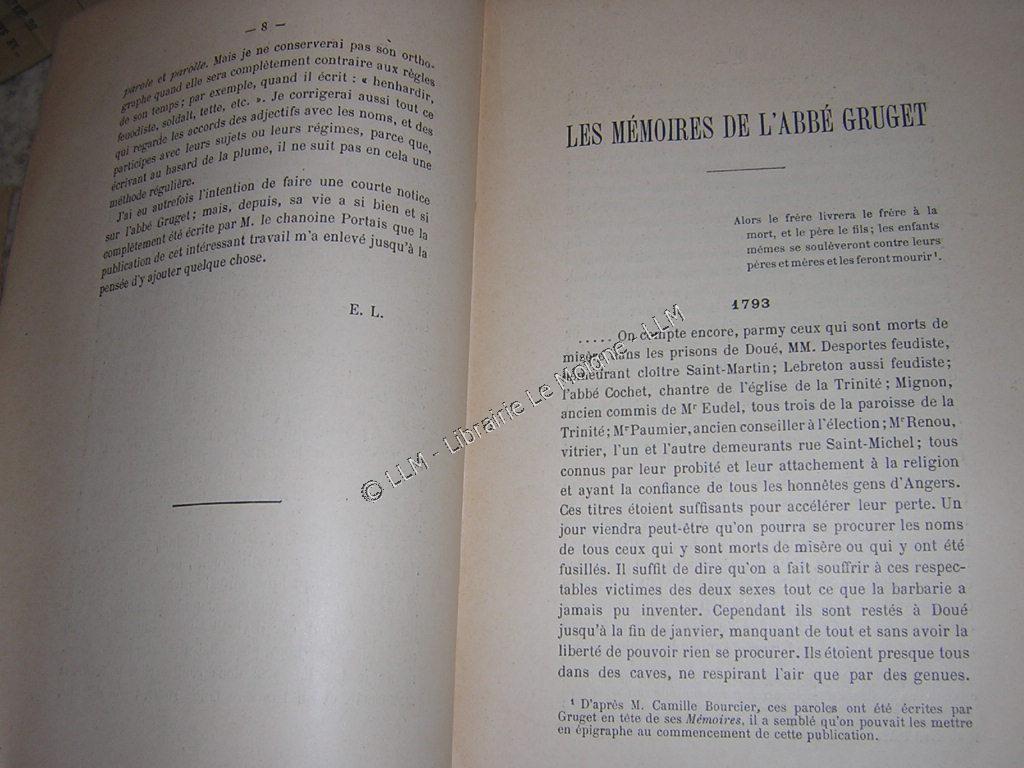 — 8 —
parole et parolle. Mais je ne conserverai pas son ortho-
graphe quand elle sera complètement contraire aux règles
de son temps; par exemple, quand il écrit : « henhardir,
feuodiste, soldalt, tette, etc. ». Je corrigerai aussi tout ce
qui regarde les accords des adjectifs avec les noms, et des
participes avec leurs sujets ou leurs régimes, parce que,
écrivant au hasard de la plume, il ne suit pas en cela une
méthode régulière.
J'ai eu autrefois l'intention de faire une courte notice
sur l'abbé Gruget; mais, depuis, sa vie a si bien et si
complètement été écrite par M. le chanoine Portais que la
publication de cet intéressant travail m'a enlevé jusqu'à la
pensée d'y ajouter quelque chose.
E. L.
LES MÉMOIRES DE L'ABBÉ GRUGET
Alors le frère livrera le frère à la
mort, et le père le fils; les enfants
mêmes se soulèveront contre leurs
pères et mères et les feront mourir¹.
1793
..... On compte encore, parmy ceux qui sont morts de
misère dans les prisons de Doué, MM. Desportes feudiste,
demeurant cloître Saint-Martin; Lebreton aussi feudiste;
l'abbé Cochet, chantre de l'église de la Trinité; Mignon,
ancien commis de Mr Eudel, tous trois de la paroisse de la
Trinité; Mr Paumier, ancien conseiller à l'élection; Mr Renou,
vitrier, l'un et l'autre demeurants rue Saint-Michel; tous
connus par leur probité et leur attachement à la religion
et ayant la confiance de tous les honnêtes gens d'Angers.
Ces titres étoient suffisants pour accélérer leur perte. Un
jour viendra peut-être qu'on pourra se procurer les noms
de tous ceux qui y sont morts de misère ou qui y ont été
fusillés. Il suffit de dire qu'on a fait souffrir à ces respec-
tables victimes des deux sexes tout ce que la barbarie a
jamais pu inventer. Cependant ils sont restés à Doué
jusqu'à la fin de janvier, manquant de tout et sans avoir la
liberté de pouvoir rien se procurer. Ils étoient presque tous
dans des caves, ne respirant l'air que par des genues.
¹ D'après M. Camille Bourcier, ces paroles ont été écrites par
Gruget en tête de ses Mémoires, il a semblé qu'on pouvait les mettre
en épigraphe au commencement de cette publication.
© LLM - Librairie Le Molène - LLM